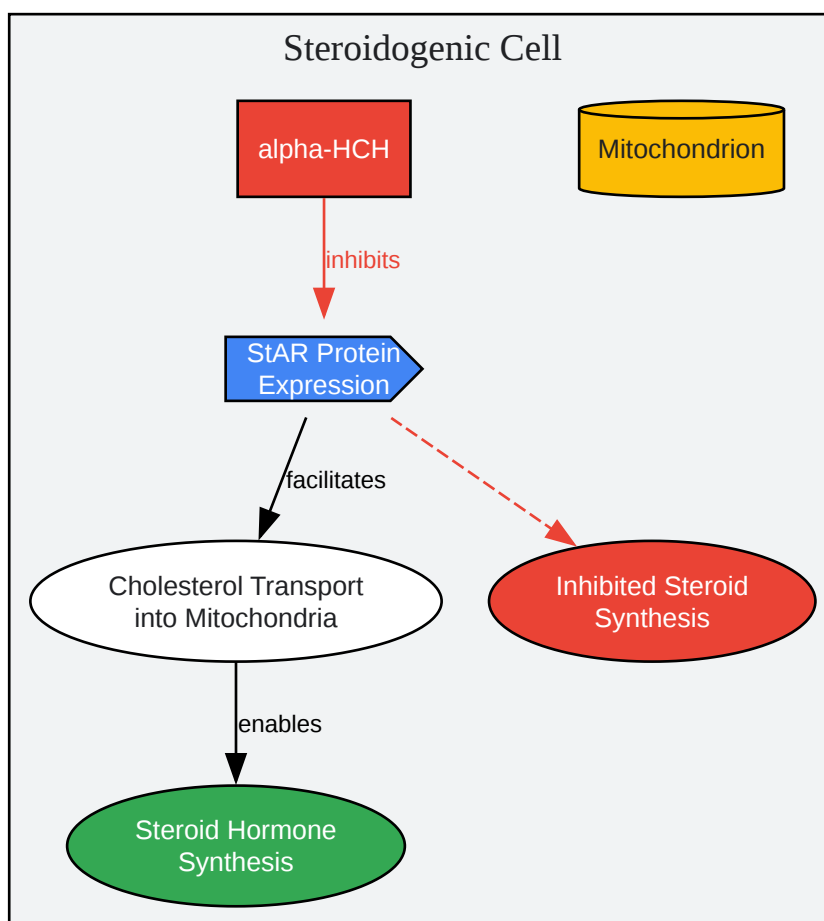 Steroidogenic Cell
alpha-HCH
Mitochondrion
inhibits
StAR Protein
Expression
facilitates
Cholesterol Transport
into Mitochondria
Inhibited Steroid
Synthesis
enables
Steroid Hormone
Synthesis